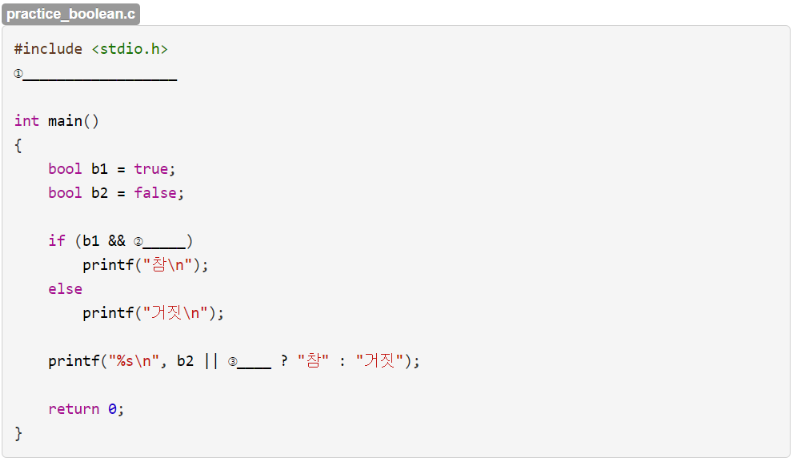 practice_boolean.c
#include <stdio.h>
①__________________

int main()
{
    bool b1 = true;
    bool b2 = false;

    if (b1 && ②_____)
        printf("참\n");
    else
        printf("거짓\n");

    printf("%s\n", b2 || ③____ ? "참" : "거짓");

    return 0;
}